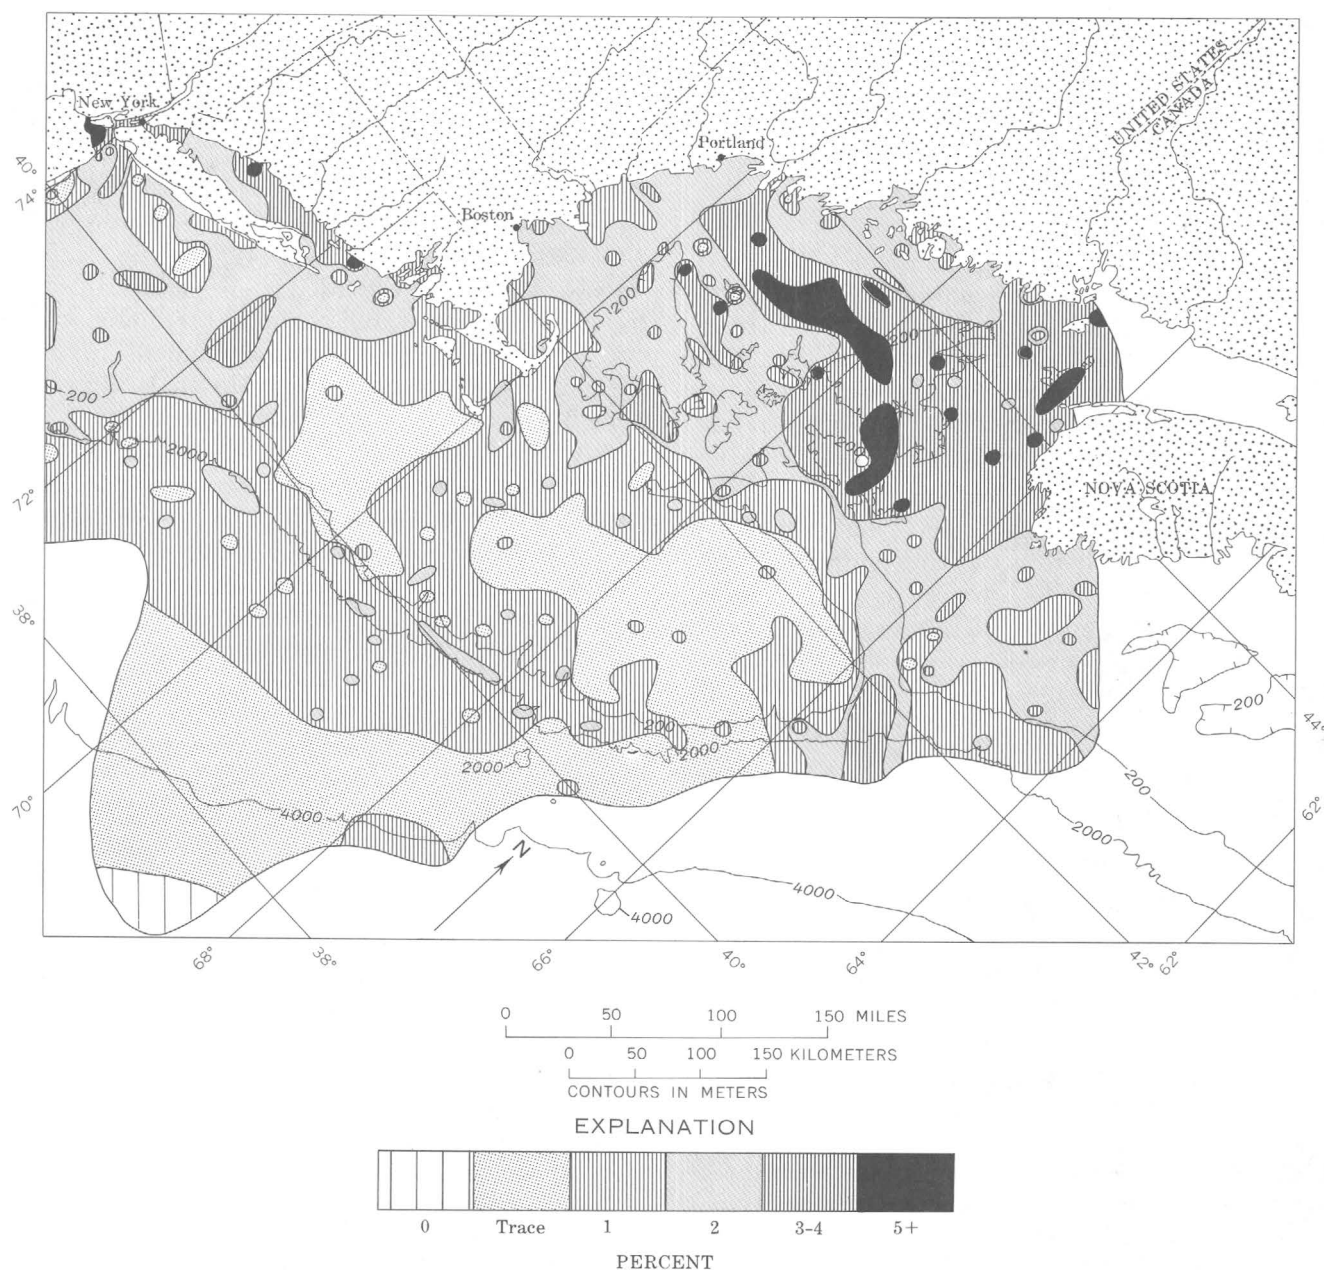 UNITED STATES
CANADA
New York
Portland
Boston
40°
74°
200
200
200
2000
200
NOVA SCOTIA
72°
38°
200
2000
2000
200
44°
200
2000
62°
70°
4000
N
4000
4000
68°
38°
66°
40°
64°
42°
62°
0 50 100 150 MILES
0 50 100 150 KILOMETERS
CONTOURS IN METERS
EXPLANATION
0 Trace 1 2 3-4 5+
PERCENT